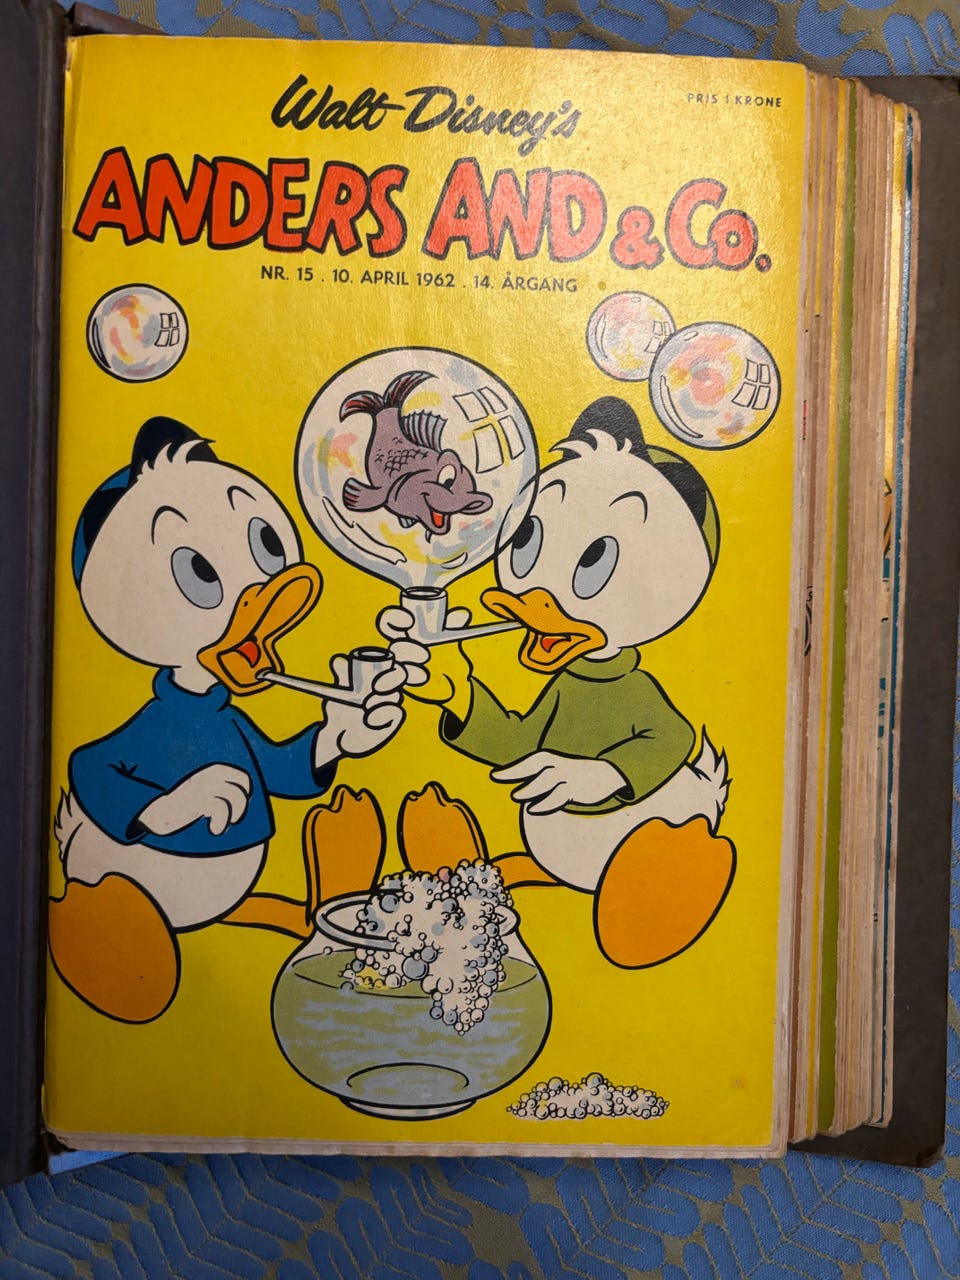 Walt Disney's
PRIS 1 KRONE
ANDERS AND & Co.
NR. 15 . 10. APRIL 1962 . 14. ÅRGANG